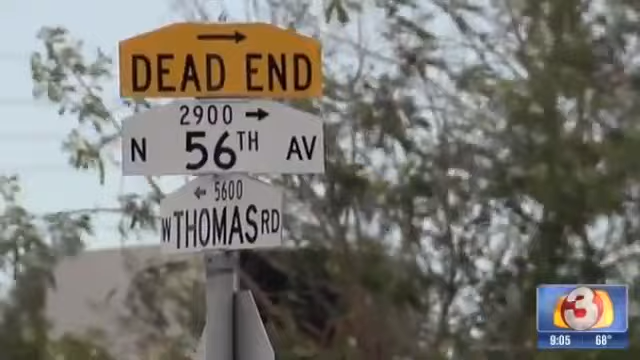 →
DEAD END
2900 →
N 56TH AV
← 5600
W THOMAS RD
3
9:05 68°